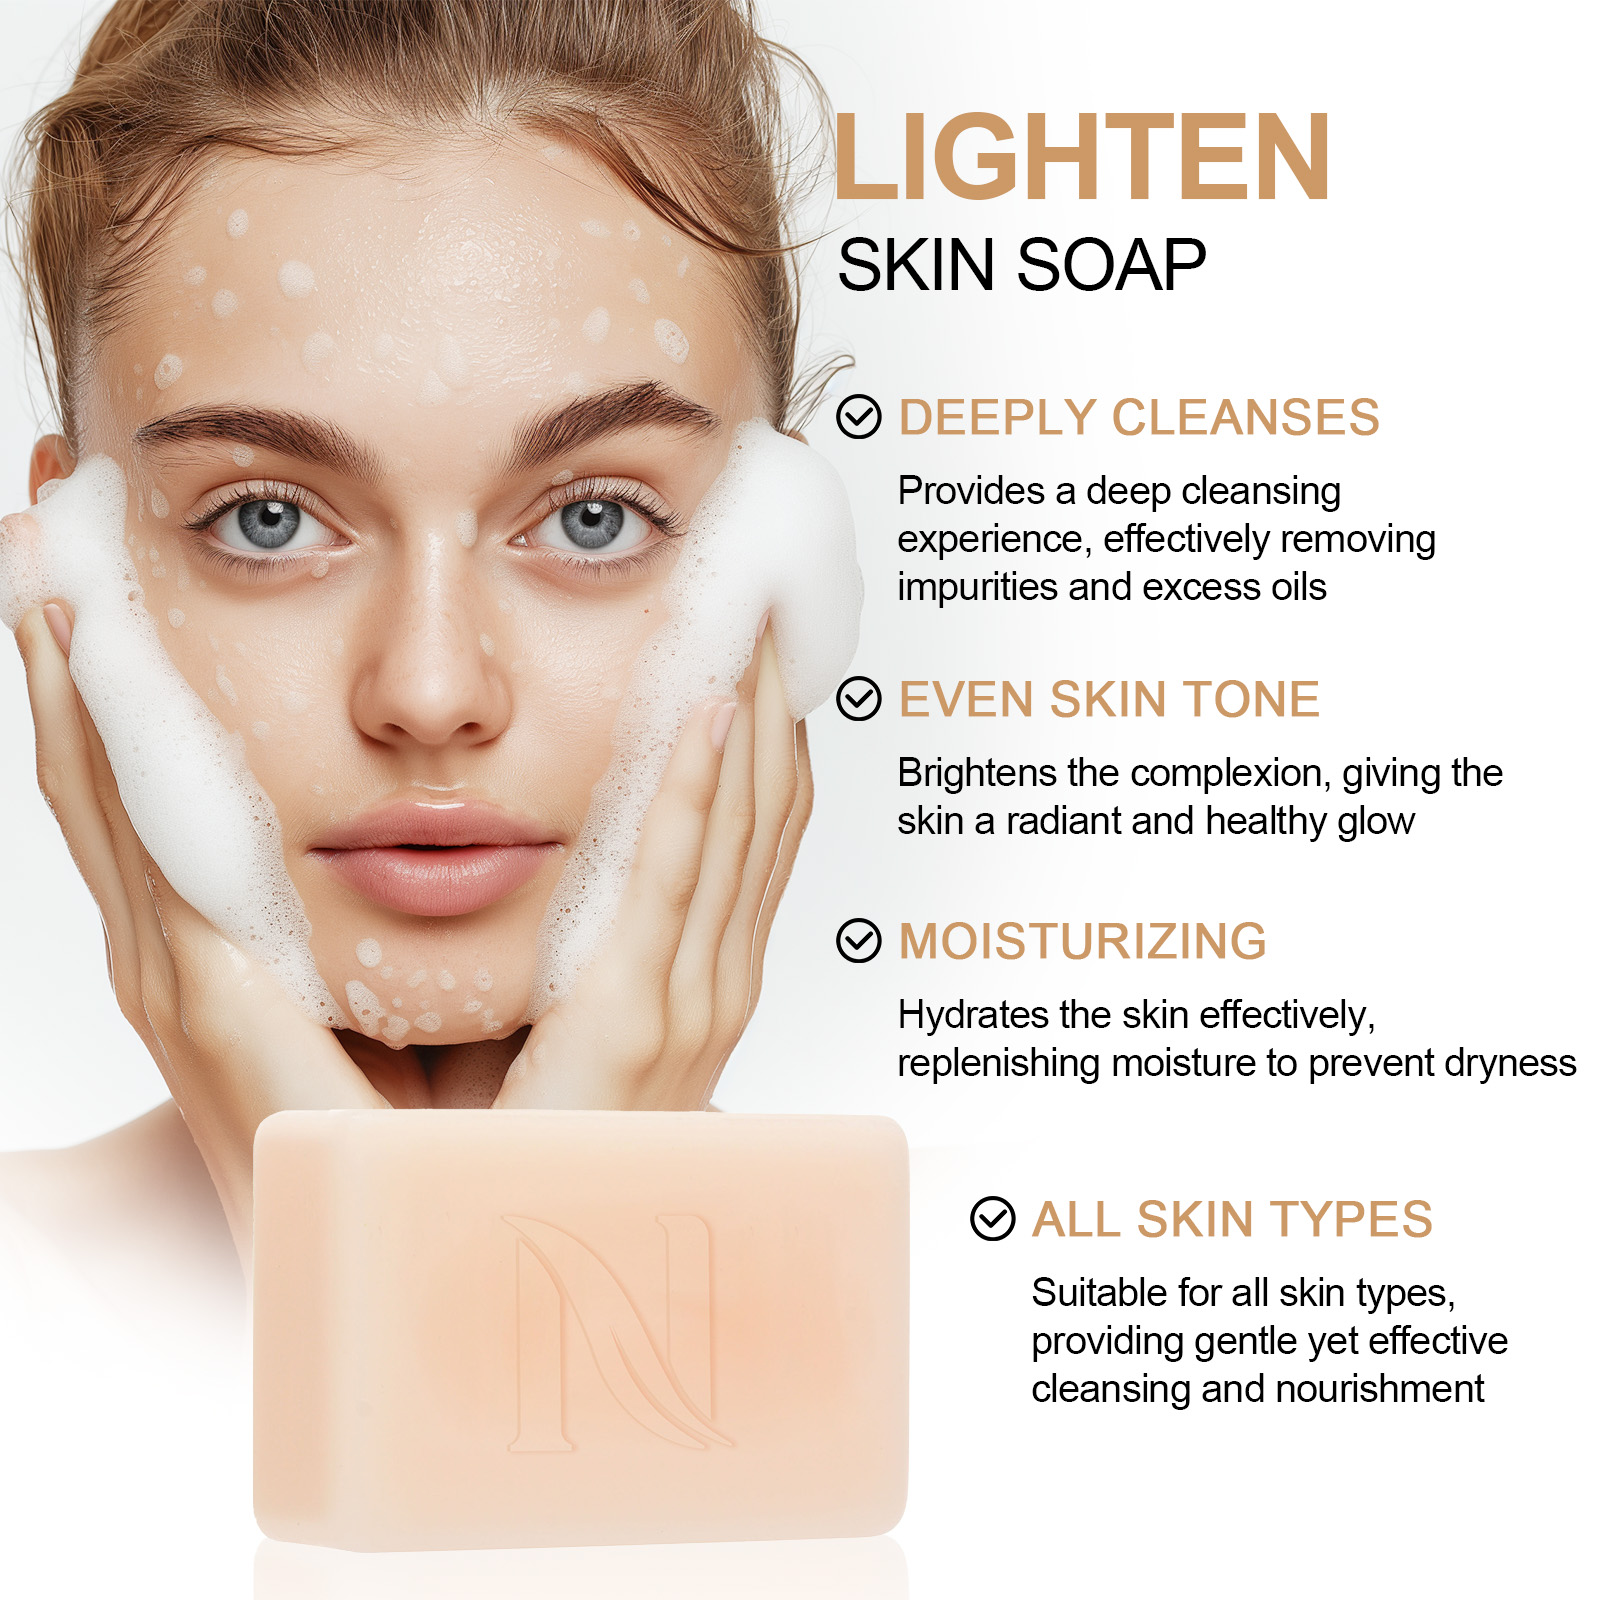 LIGHTEN
SKIN SOAP
DEEPLY CLEANSES
Provides a deep cleansing
experience, effectively removing
impurities and excess oils
EVEN SKIN TONE
Brightens the complexion, giving the
skin a radiant and healthy glow
MOISTURIZING
Hydrates the skin effectively,
replenishing moisture to prevent dryness
ALL SKIN TYPES
Suitable for all skin types,
providing gentle yet effective
cleansing and nourishment
N